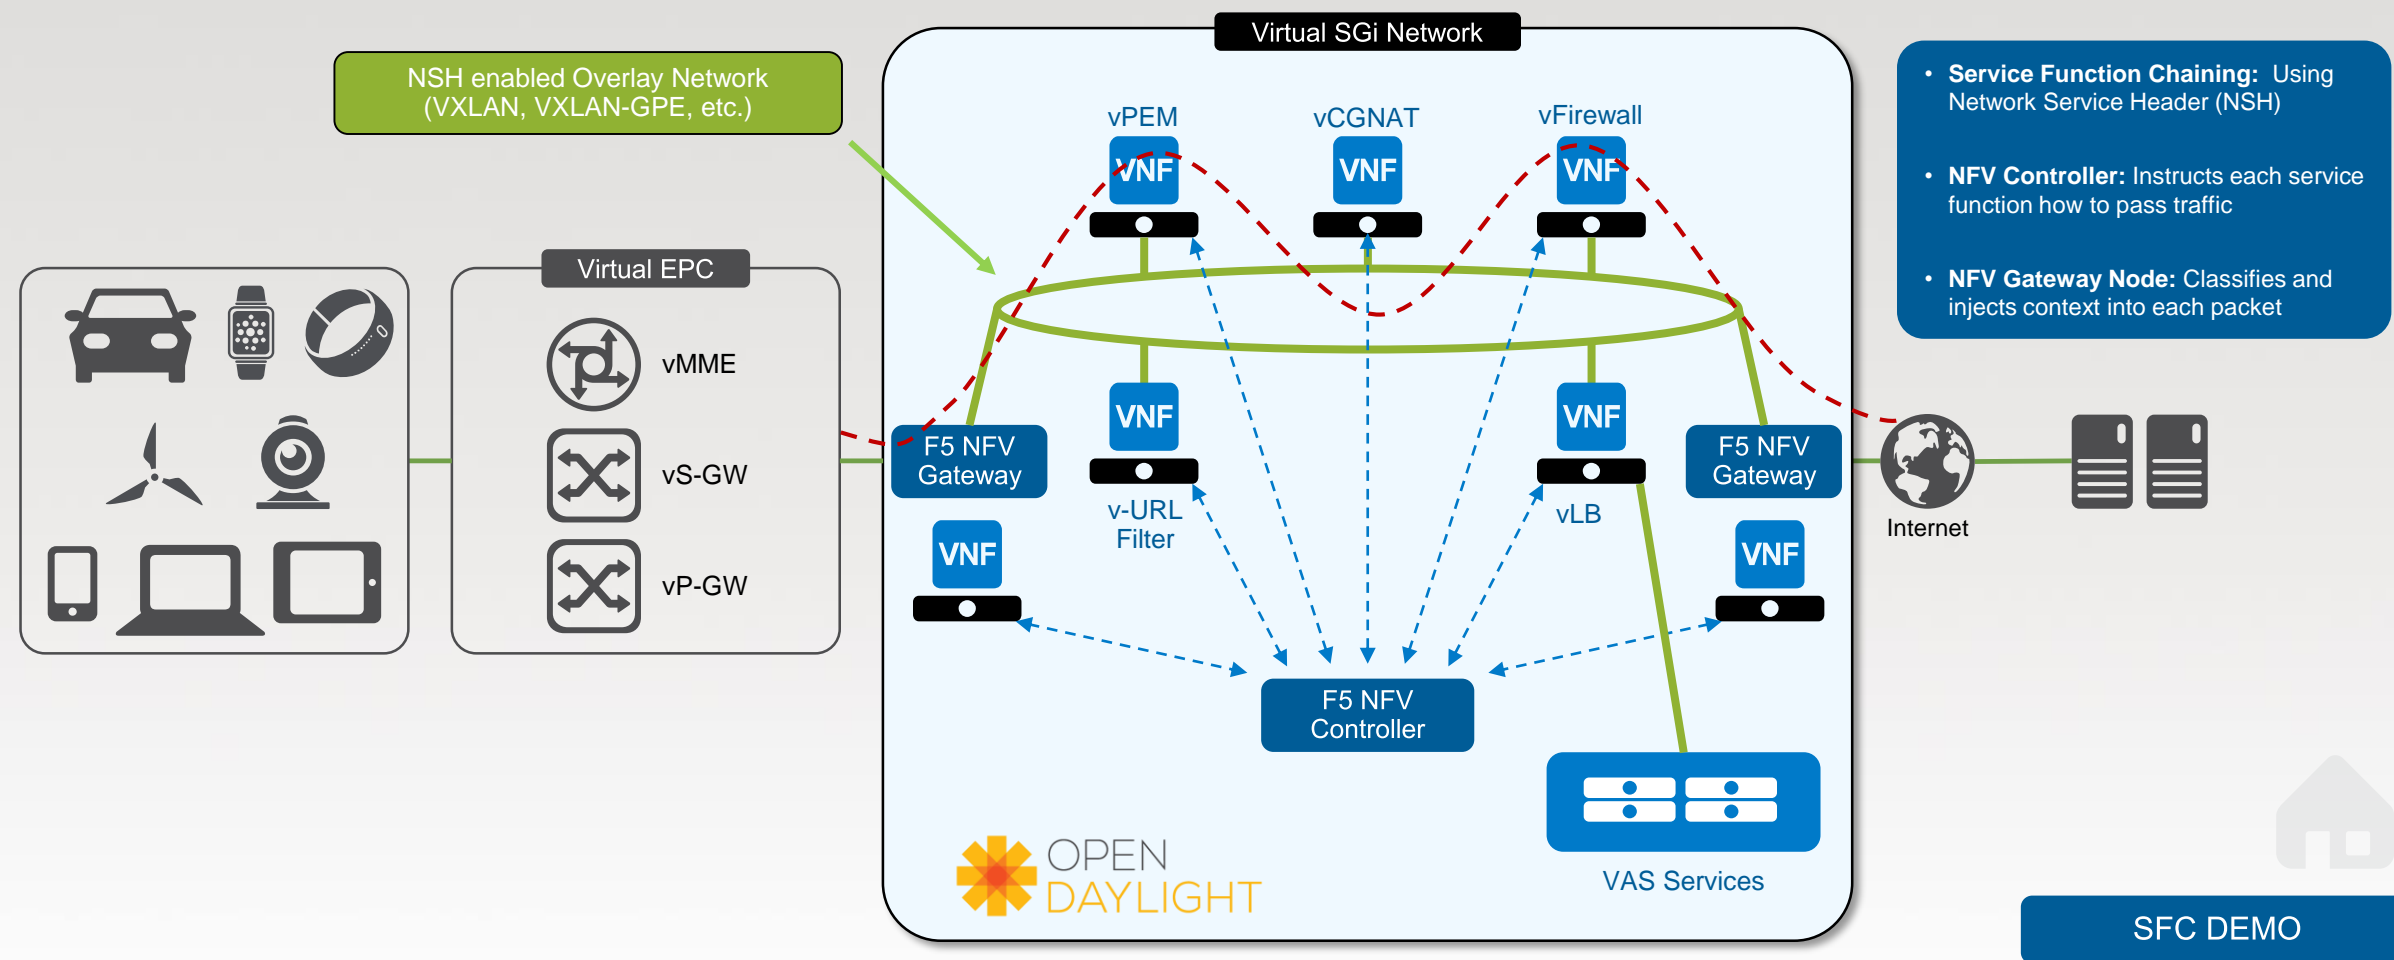 Virtual SGi Network
NSH enabled Overlay Network
(VXLAN, VXLAN-GPE, etc.)
• Service Function Chaining: Using
Network Service Header (NSH)
• NFV Controller: Instructs each service
function how to pass traffic
• NFV Gateway Node: Classifies and
injects context into each packet
vPEM
vCGNAT
vFirewall
VNF
VNF
VNF
Virtual EPC
vMME
vS-GW
vP-GW
VNF
VNF
F5 NFV
Gateway
F5 NFV
Gateway
v-URL
Filter
vLB
Internet
VNF
VNF
F5 NFV
Controller
OPEN
DAYLIGHT
VAS Services
SFC DEMO